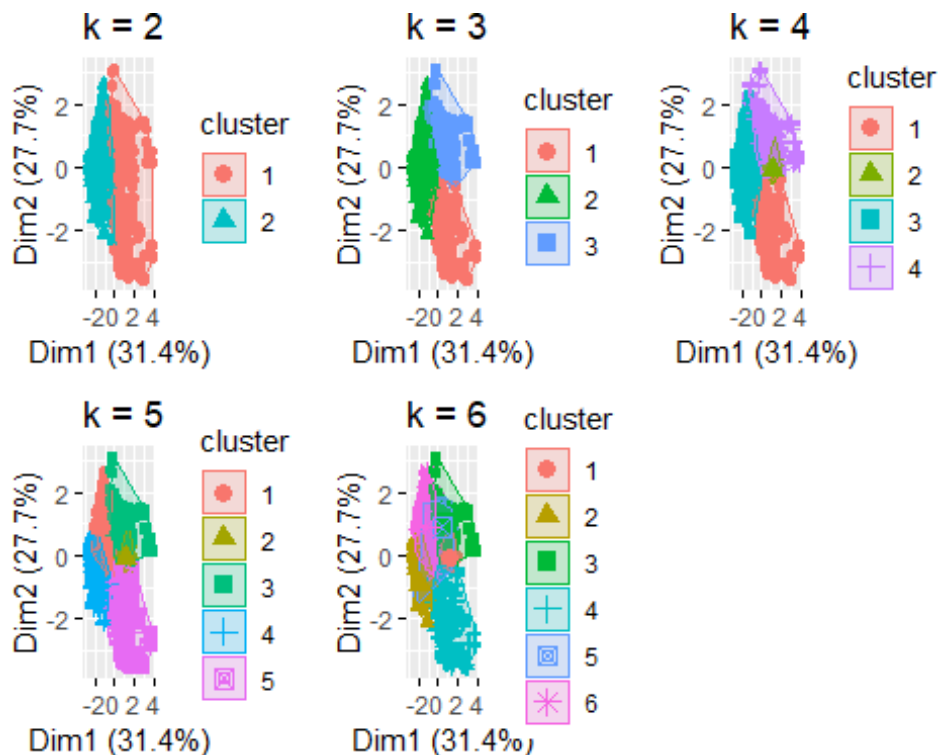 k = 2
Dim2 (27.7%)
2
0
-2
-20 2 4
Dim1 (31.4%)
cluster
1
2
k = 3
Dim2 (27.7%)
2
0
-2
-20 2 4
Dim1 (31.4%)
cluster
1
2
3
k = 4
Dim2 (27.7%)
2
0
-2
-20 2 4
Dim1 (31.4%)
cluster
1
2
3
4
k = 5
Dim2 (27.7%)
2
0
-2
-20 2 4
Dim1 (31.4%)
cluster
1
2
3
4
5
k = 6
Dim2 (27.7%)
2
0
-2
-20 2 4
Dim1 (31.4%)
cluster
1
2
3
4
5
6